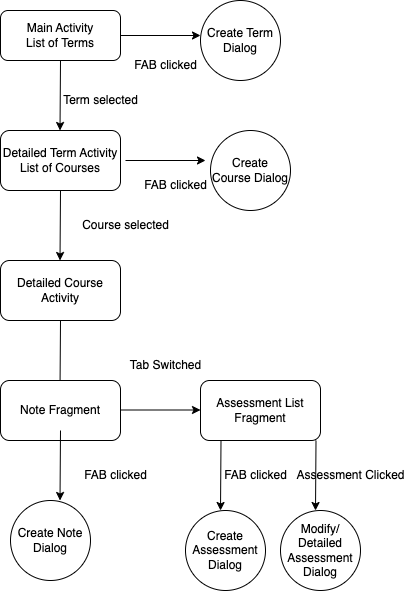 Main Activity
List of Terms
Create Term
Dialog
FAB clicked
Term selected
Detailed Term Activity
List of Courses
Create
Course Dialog
FAB clicked
Course selected
Detailed Course
Activity
Tab Switched
Note Fragment
Assessment List
Fragment
FAB clicked
FAB clicked
Assessment Clicked
Create Note
Dialog
Create
Assessment
Dialog
Modify/
Detailed
Assessment
Dialog